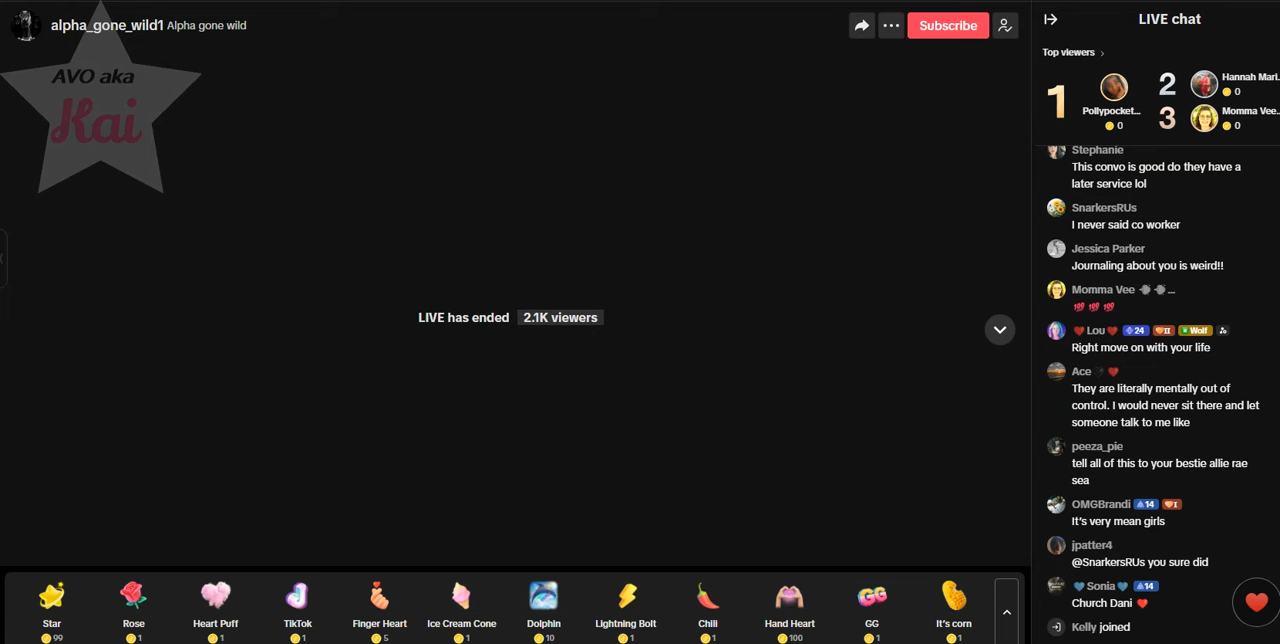 alpha_gone_wild1 Alpha gone wild
Subscribe
AVO aka
Kai
LIVE has ended 2.1K viewers
LIVE chat
Top viewers
1
Pollypocket...
0
2
Hannah Mari...
0
3
Momma Vee...
0
Stephanie
This convo is good do they have a
later service lol
SnarkersRUs
I never said co worker
Jessica Parker
Journaling about you is weird!!
Momma Vee ...
💯 💯 💯
❤️ Lou ❤️ 24 II Wolf
Right move on with your life
Ace
They are literally mentally out of
control. I would never sit there and let
someone talk to me like
peeza_pie
tell all of this to your bestie allie rae
sea
OMGBrandi 14 I
It's very mean girls
jpatter4
@SnarkersRUs you sure did
💙 Sonia 💙 14
Church Dani ❤️
Kelly joined
Star
99
Rose
1
Heart Puff
1
TikTok
1
Finger Heart
5
Ice Cream Cone
1
Dolphin
10
Lightning Bolt
1
Chili
1
Hand Heart
100
GG
GG
1
It's corn
1